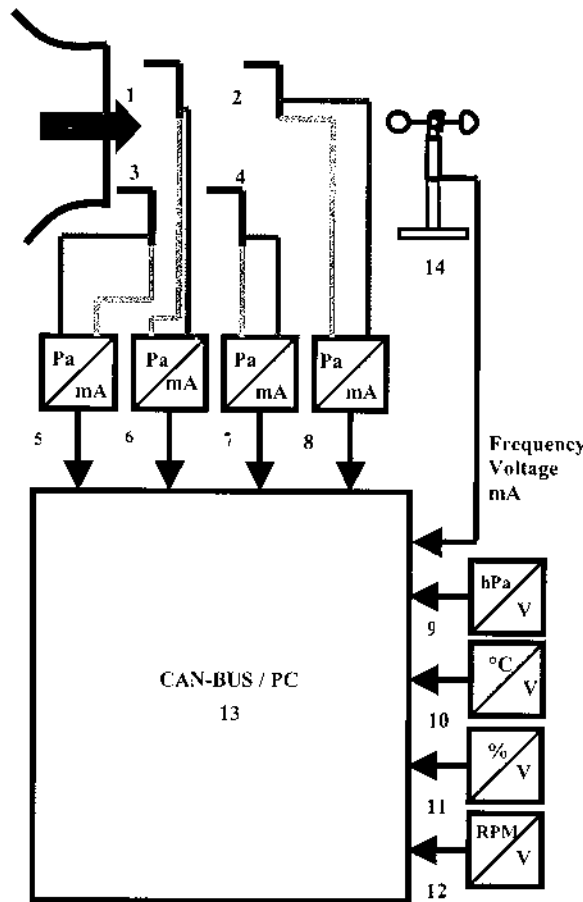 1
2
3
4
14
Pa
mA
Pa
mA
Pa
mA
Pa
mA
5
6
7
8
Frequency
Voltage
mA
hPa
V
9
°C
V
10
CAN-BUS / PC
13
%
V
11
RPM
V
12